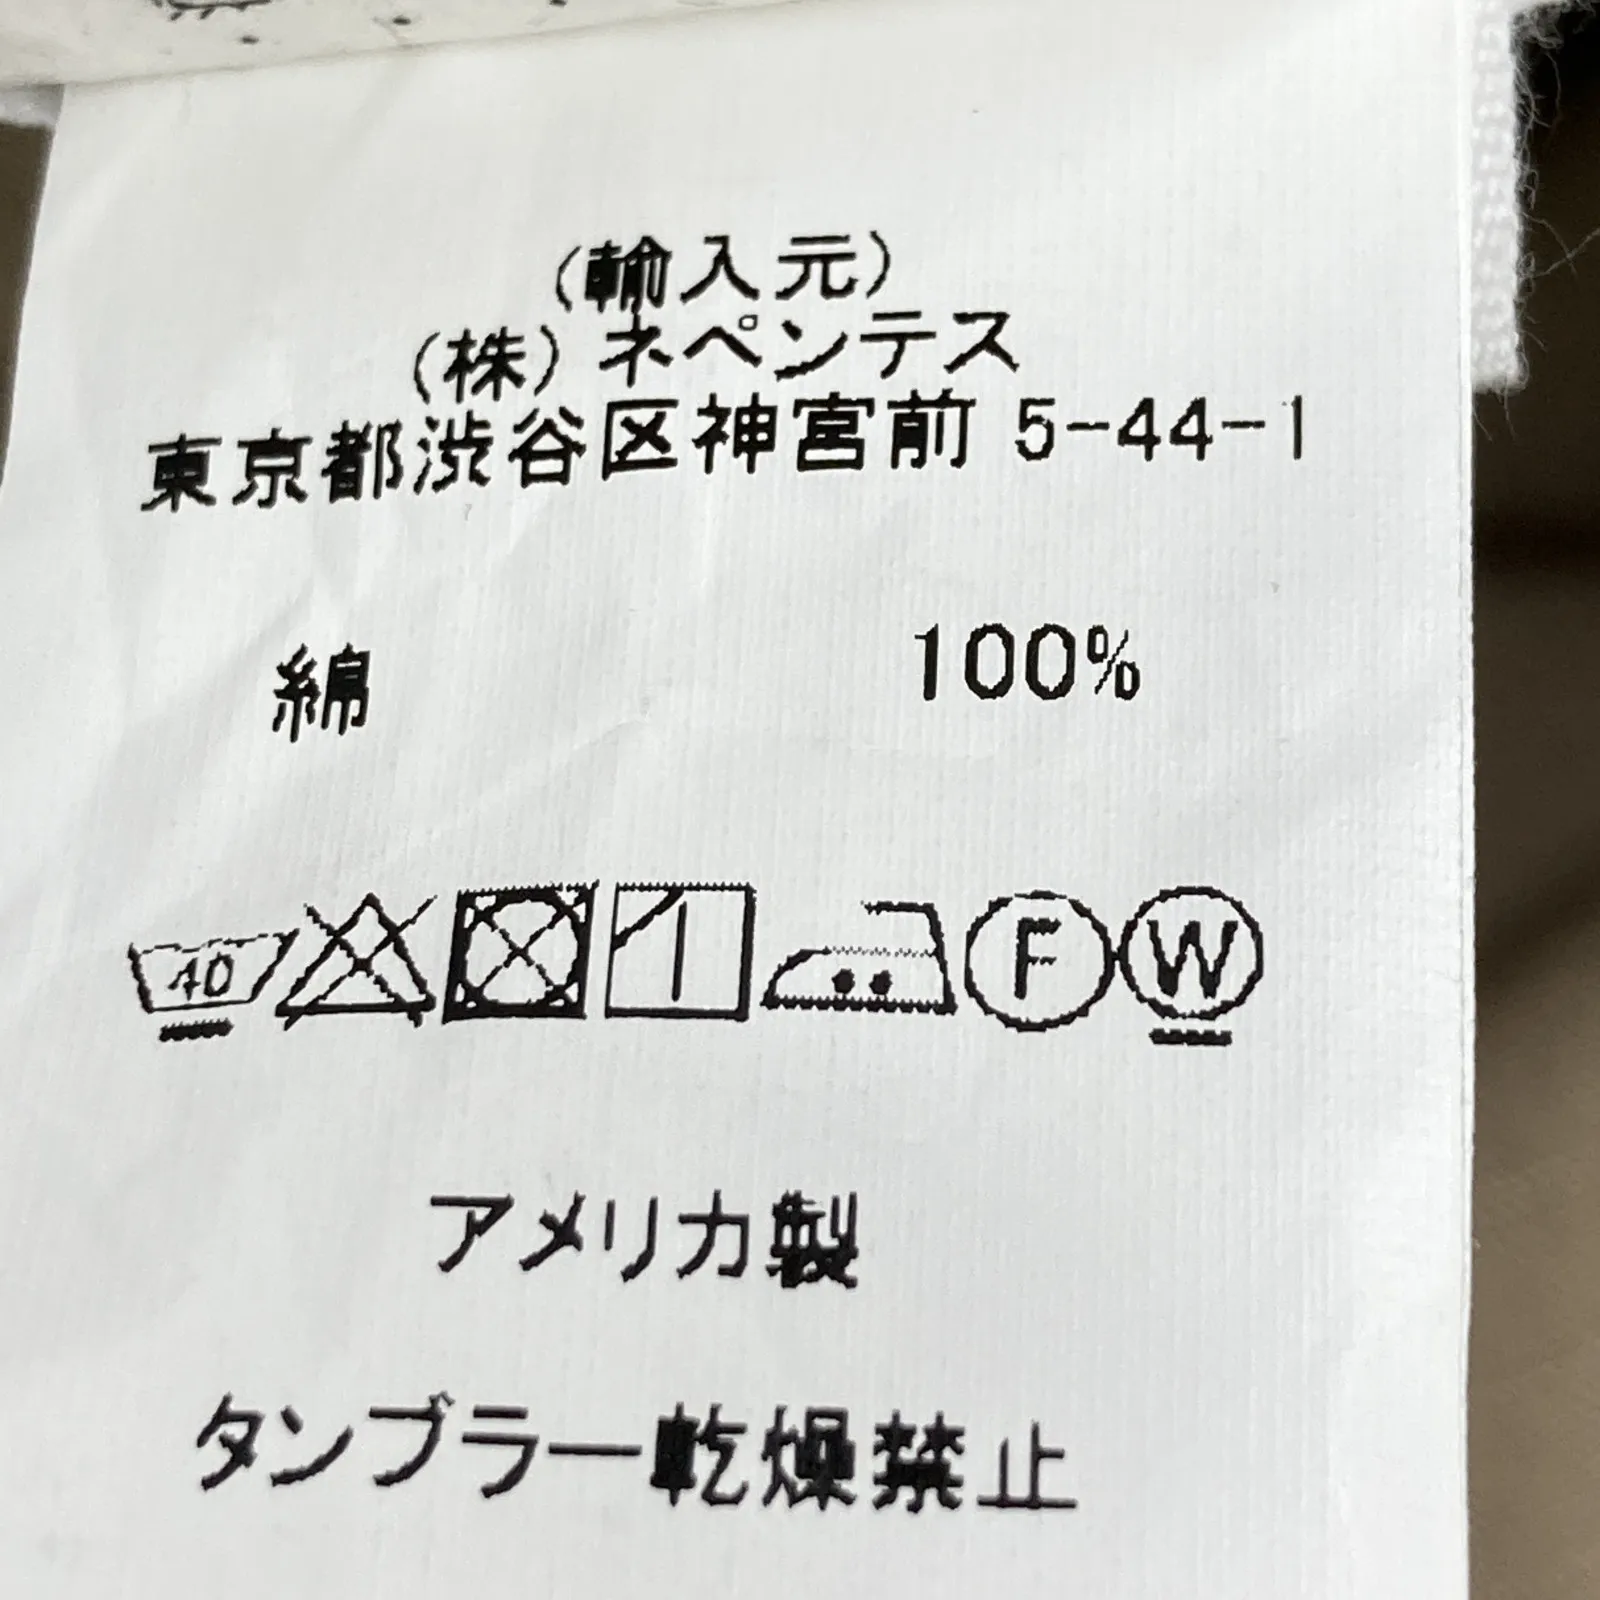 (輸入元)
(株)ネペンテス
東京都渋谷区神宮前 5-44-1
綿 100%
40 F W
アメリカ製
タンブラー乾燥禁止